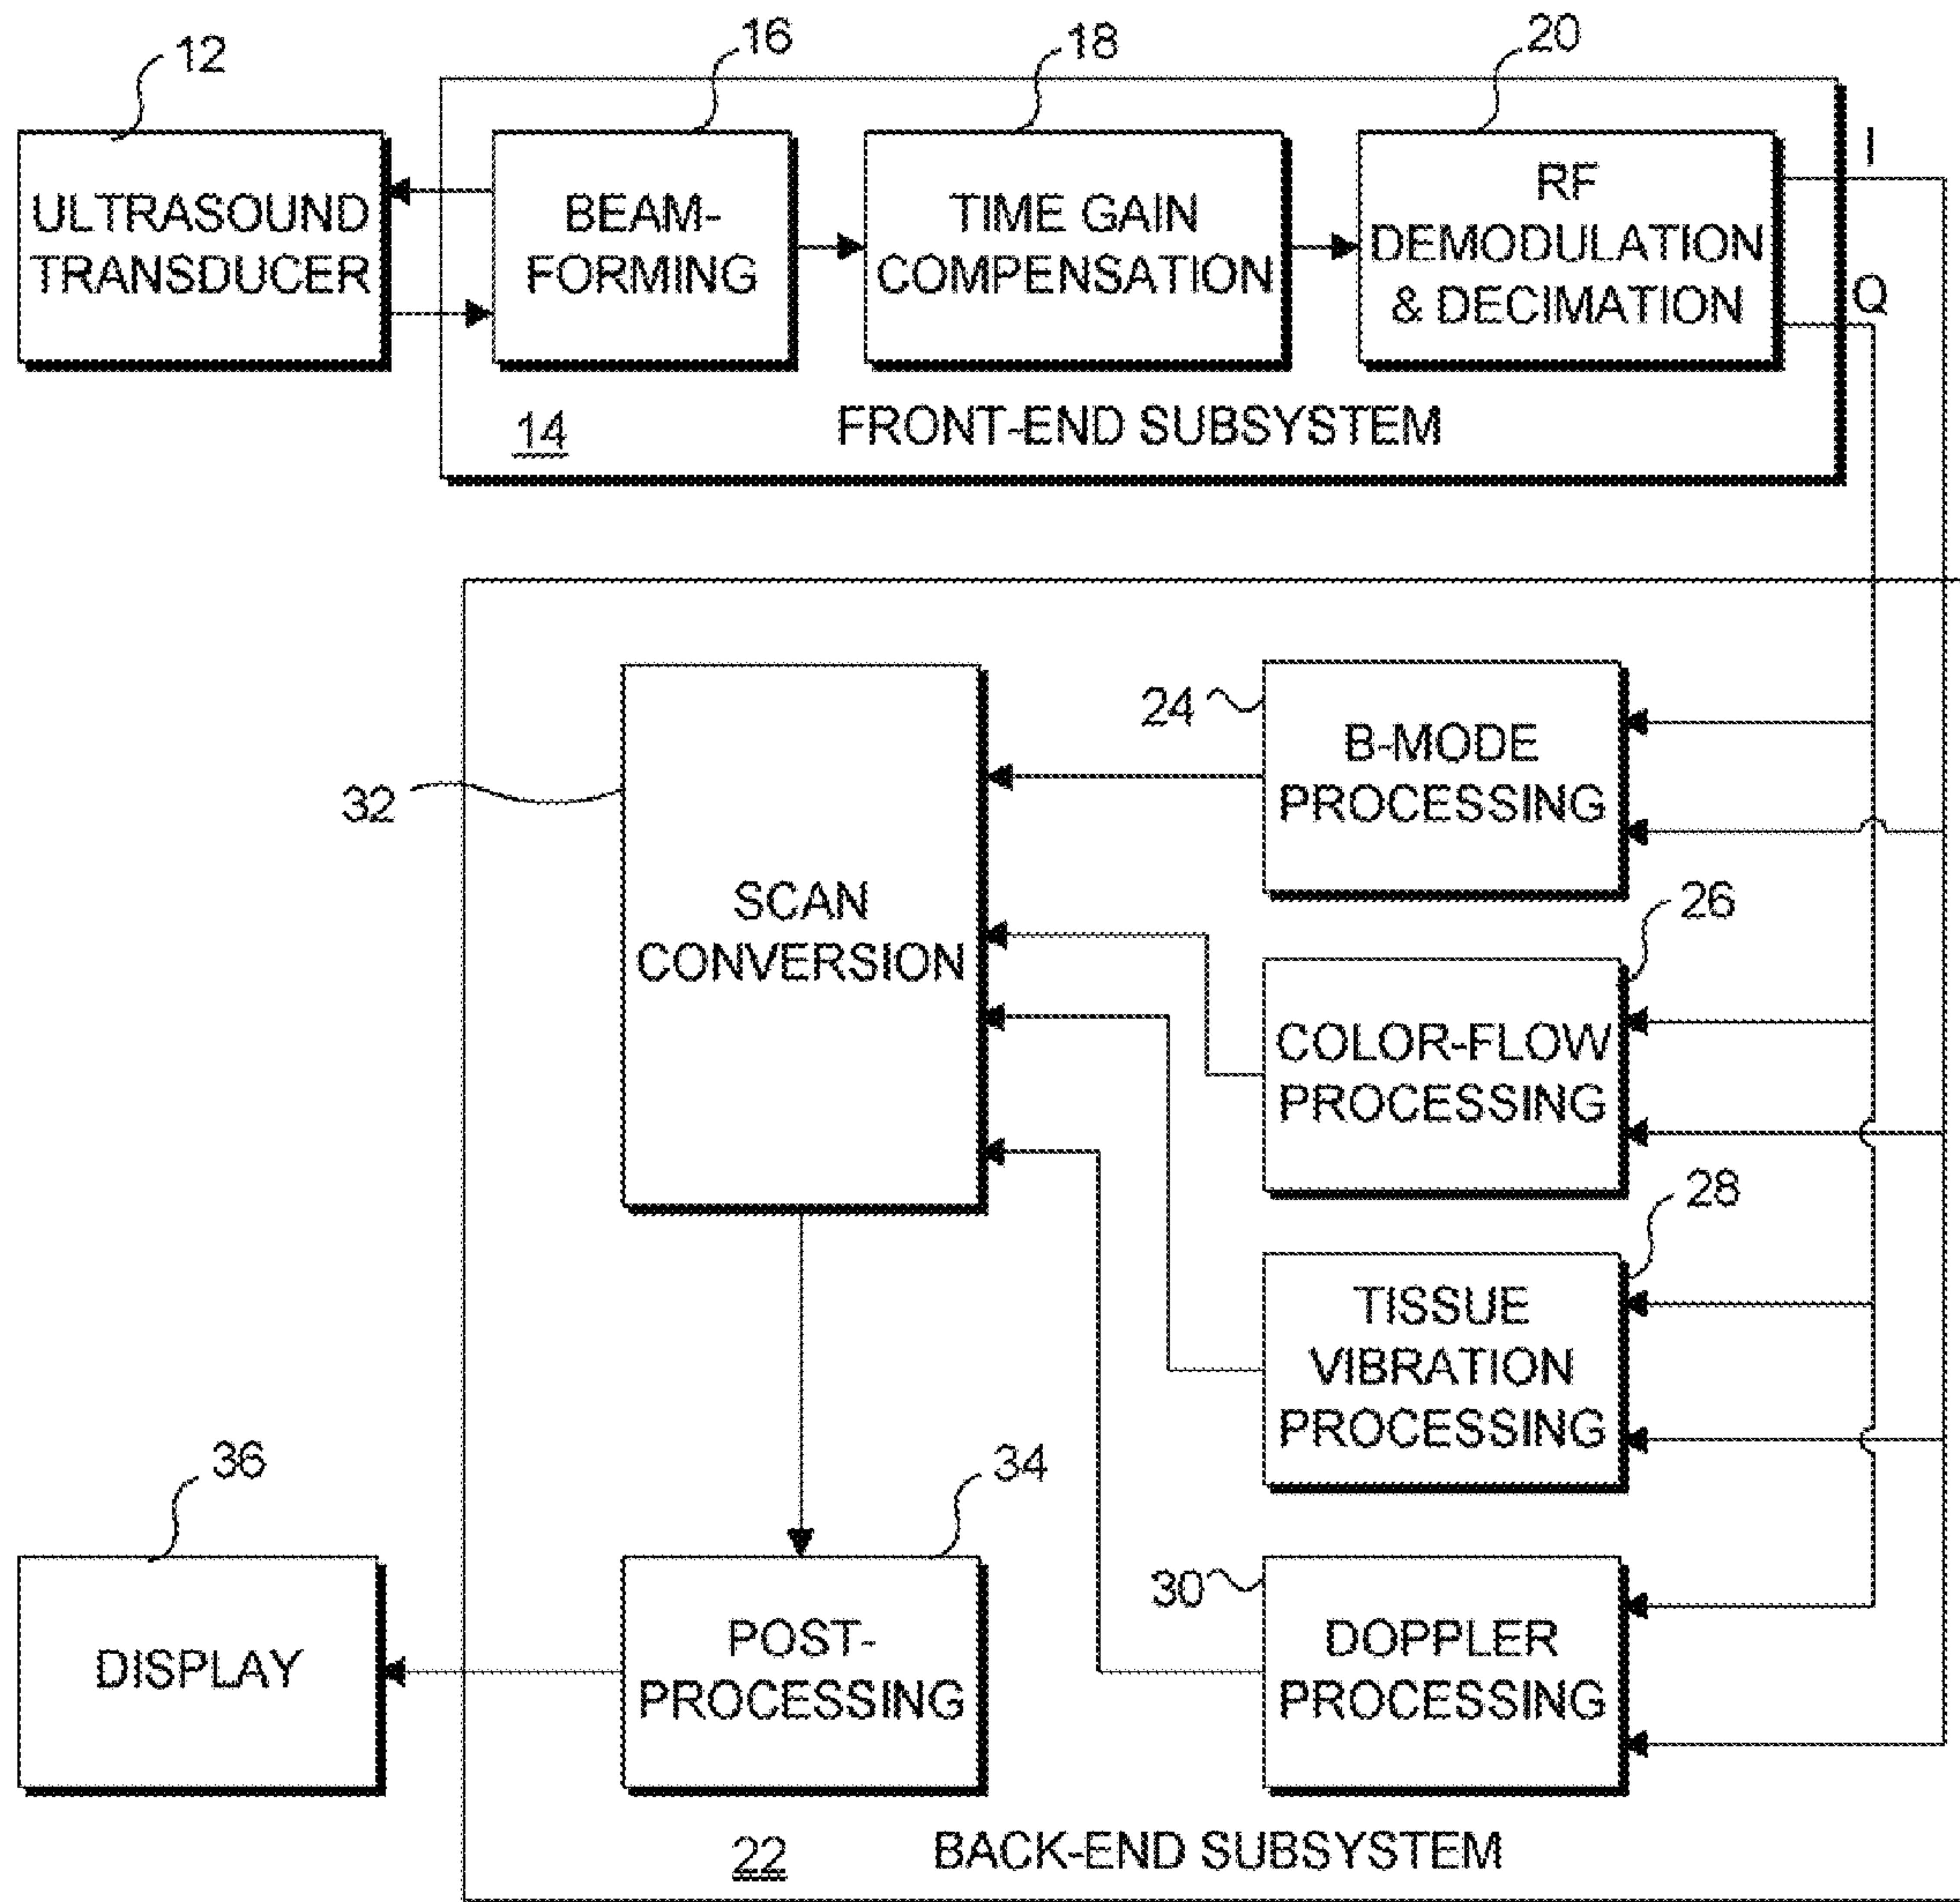 12
16
18
20
ULTRASOUND
TRANSDUCER
BEAM-
FORMING
TIME GAIN
COMPENSATION
RF
DEMODULATION
& DECIMATION
I
Q
14
FRONT-END SUBSYSTEM
32
SCAN
CONVERSION
24
B-MODE
PROCESSING
26
COLOR-FLOW
PROCESSING
28
TISSUE
VIBRATION
PROCESSING
36
DISPLAY
34
POST-
PROCESSING
30
DOPPLER
PROCESSING
22
BACK-END SUBSYSTEM